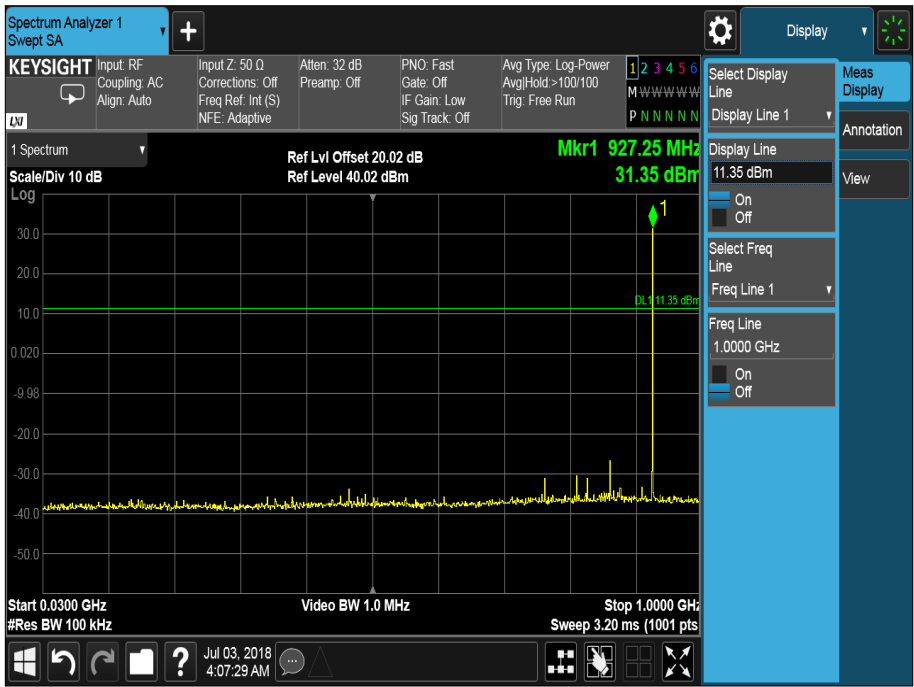 Spectrum Analyzer 1
Swept SA
+
Display
KEYSIGHT
LXI
Input: RF
Coupling: AC
Align: Auto
Input Z: 50 Ω
Corrections: Off
Freq Ref: Int (S)
NFE: Adaptive
Atten: 32 dB
Preamp: Off
PNO: Fast
Gate: Off
IF Gain: Low
Sig Track: Off
Avg Type: Log-Power
Avg|Hold:>100/100
Trig: Free Run
1 2 3 4 5 6
M W W W W W
P N N N N N
1 Spectrum
Scale/Div 10 dB
Log
Ref Lvl Offset 20.02 dB
Ref Level 40.02 dBm
Mkr1 927.25 MHz
31.35 dBm
1
30.0
20.0
DL1 11.35 dBm
10.0
0.020
-9.98
-20.0
-30.0
-40.0
-50.0
Start 0.0300 GHz
#Res BW 100 kHz
Video BW 1.0 MHz
Stop 1.0000 GHz
Sweep 3.20 ms (1001 pts
Select Display
Line
Display Line 1
Display Line
11.35 dBm
On
Off
Select Freq
Line
Freq Line 1
Freq Line
1.0000 GHz
On
Off
Meas
Display
Annotation
View
?
Jul 03, 2018
4:07:29 AM